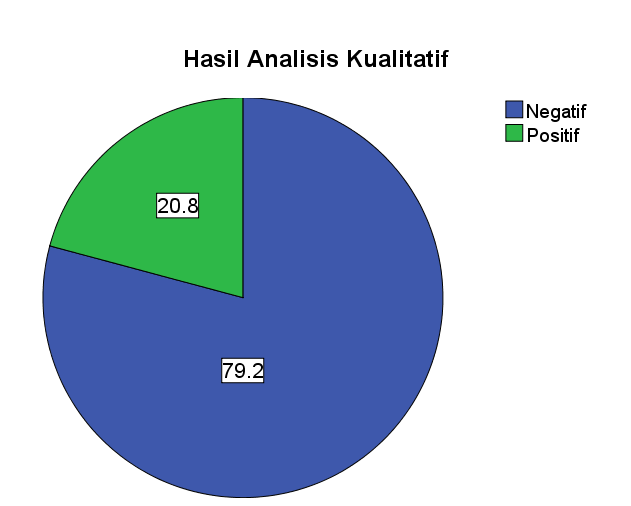 Hasil Analisis Kualitatif
Negatif
Positif
20.8
79.2